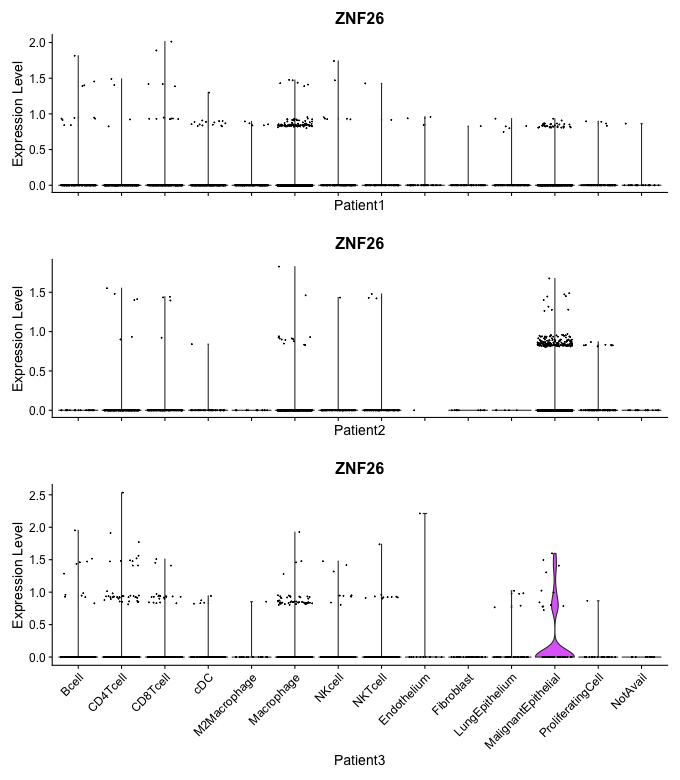 ZNF26
Expression Level
2.0
1.5
1.0
0.5
0.0
Patient1
ZNF26
Expression Level
1.5
1.0
0.5
0.0
Patient2
ZNF26
Expression Level
2.5
2.0
1.5
1.0
0.5
0.0
Bcell
CD4Tcell
CD8Tcell
cDC
M2Macrophage
Macrophage
NKcell
NKTcell
Endothelium
Fibroblast
LungEpithelium
MalignantEpithelial
ProliferatingCell
NotAvail
Patient3